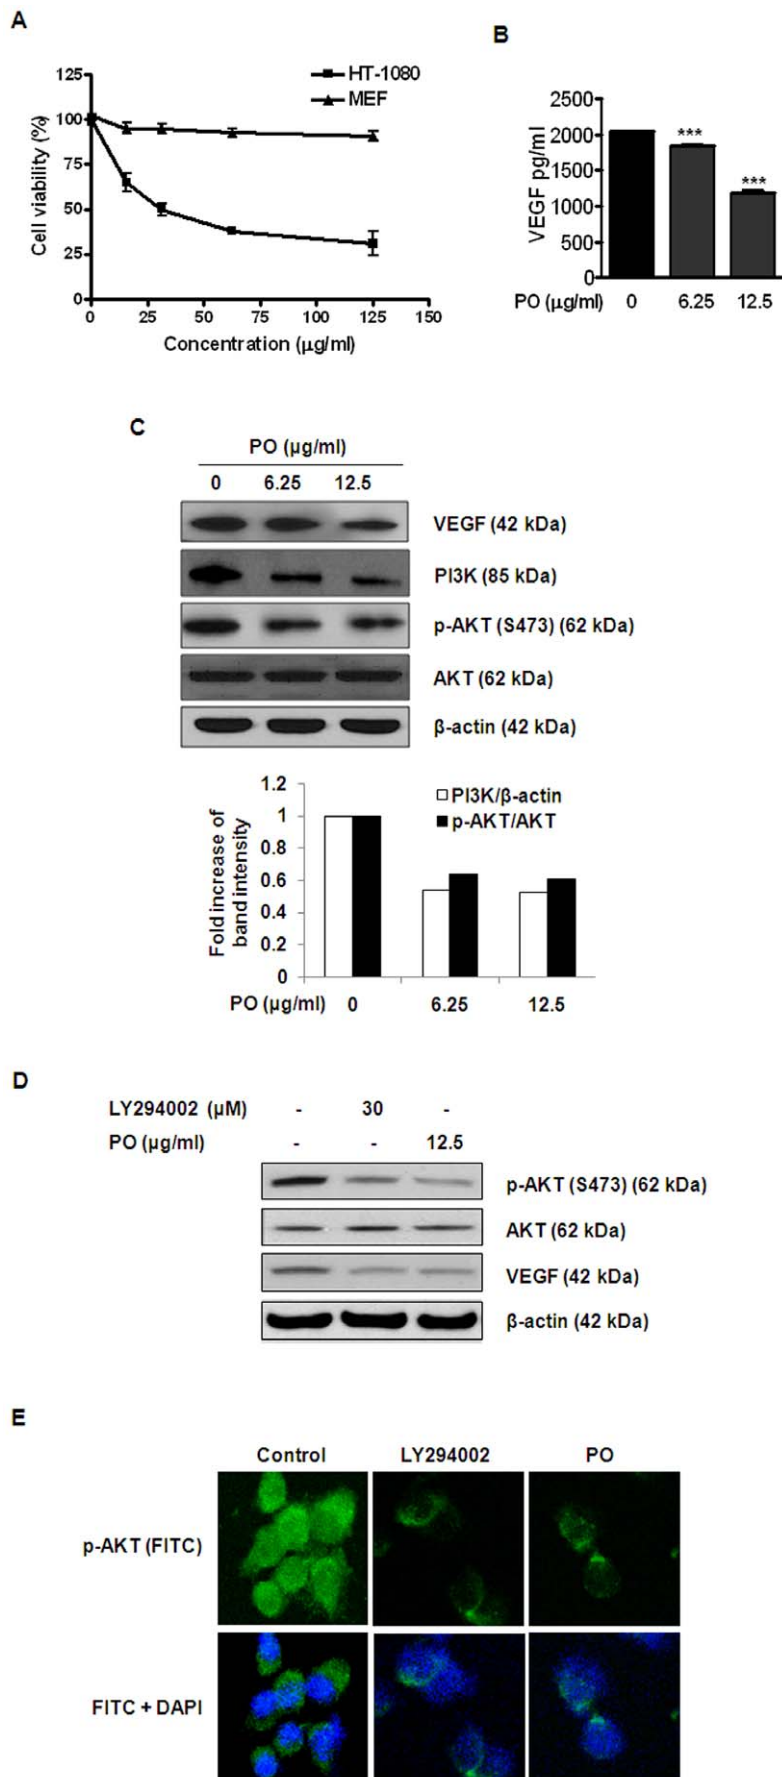 A
125
100
75
50
25
0
Cell viability (%)
HT-1080
MEF
0 25 50 75 100 125 150
Concentration (µg/ml)
B
2500
2000
1500
1000
500
0
VEGF pg/ml
***
***
PO (µg/ml) 0 6.25 12.5
C
PO (µg/ml)
0 6.25 12.5
VEGF (42 kDa)
PI3K (85 kDa)
p-AKT (S473) (62 kDa)
AKT (62 kDa)
β-actin (42 kDa)
1.2
1
0.8
0.6
0.4
0.2
0
Fold increase of
band intensity
PI3K/β-actin
p-AKT/AKT
PO (µg/ml) 0 6.25 12.5
D
LY294002 (µM) - 30 -
PO (µg/ml) - - 12.5
p-AKT (S473) (62 kDa)
AKT (62 kDa)
VEGF (42 kDa)
β-actin (42 kDa)
E
Control LY294002 PO
p-AKT (FITC)
FITC + DAPI